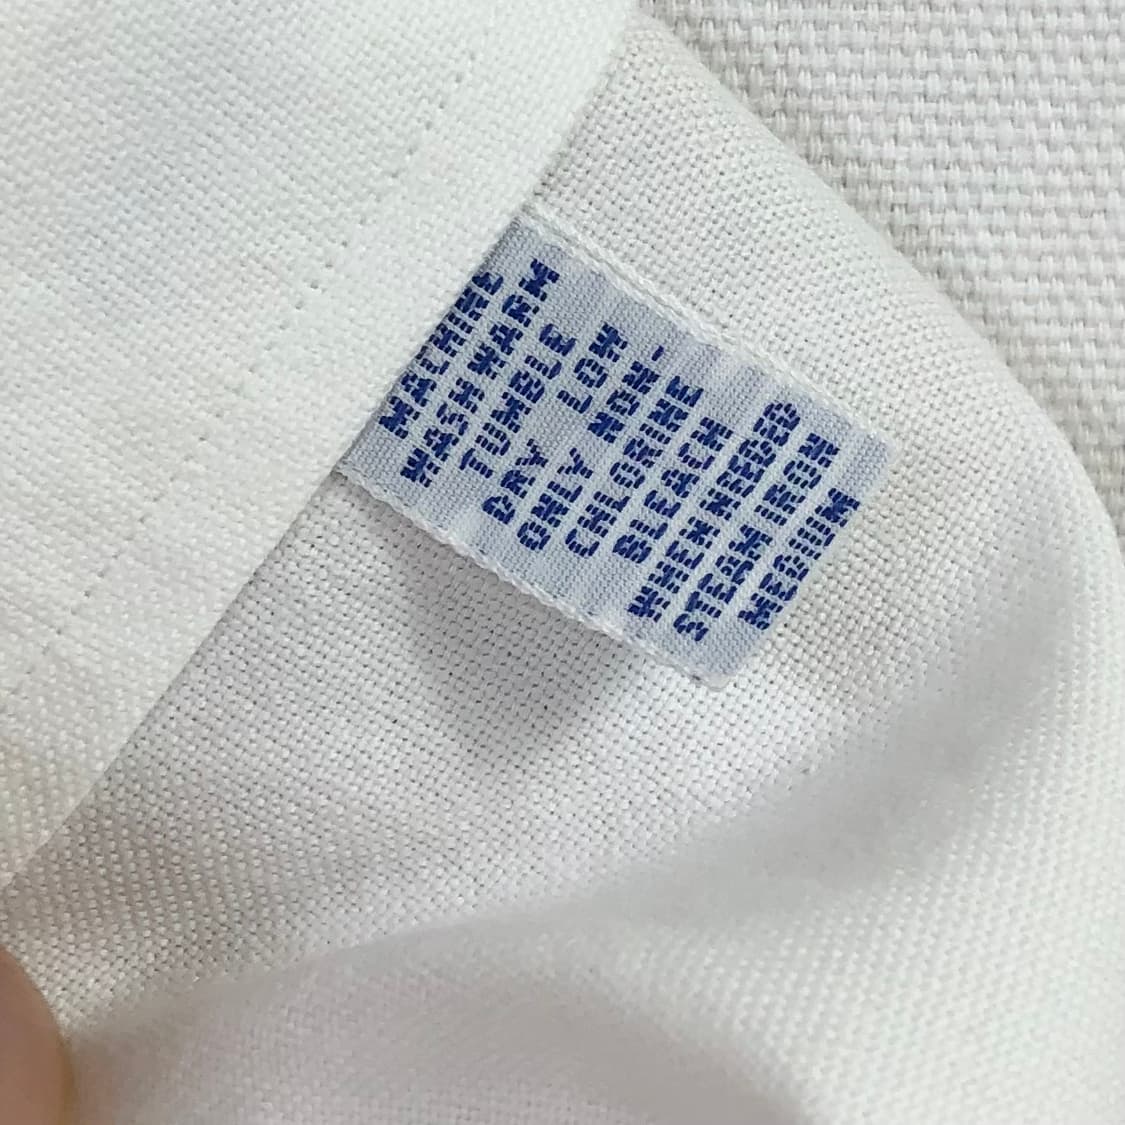 MACHINE
WASH WARM
TUMBLE
DRY LOW
ONLY NON-
CHLORINE
BLEACH
WHEN NEEDED
STEAM IRON
MEDIUM